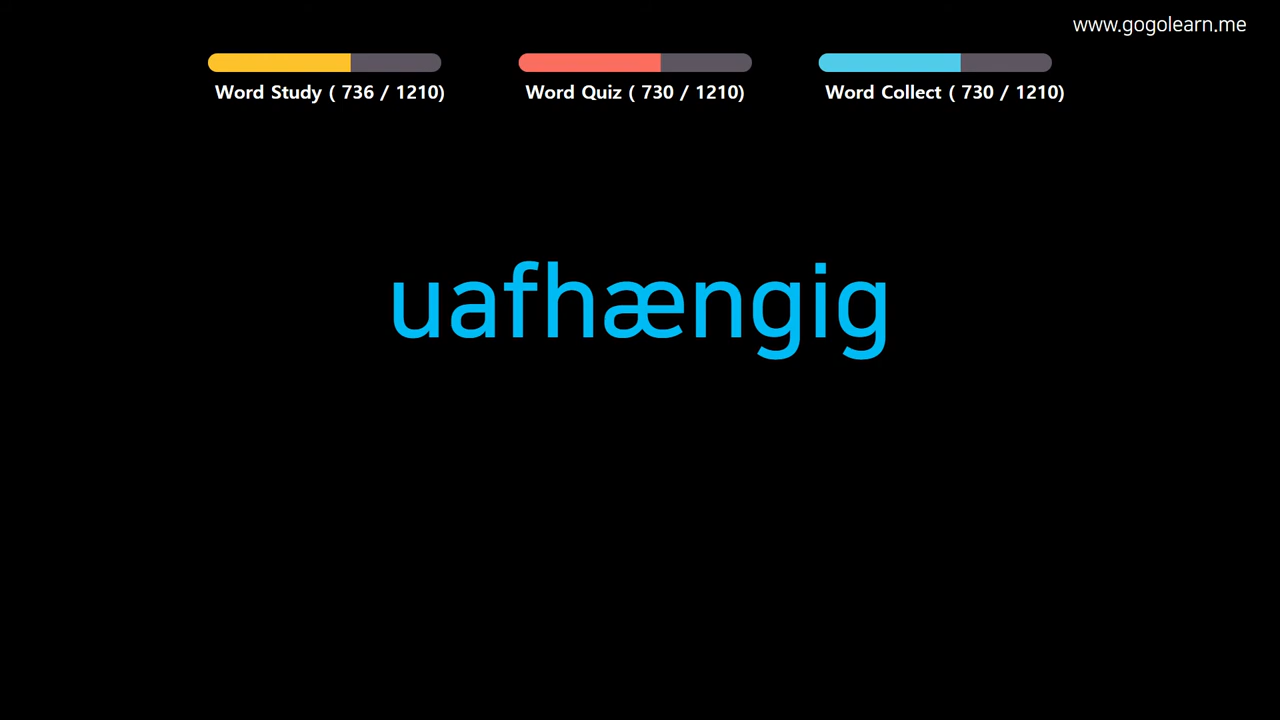 www.gogolearn.me
Word Study ( 736 / 1210)
Word Quiz ( 730 / 1210)
Word Collect ( 730 / 1210)
uafhængig